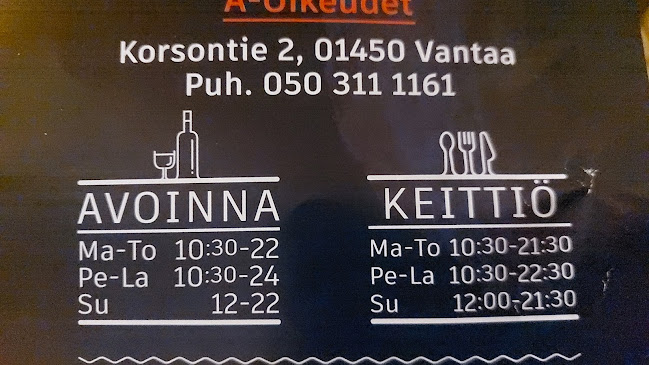 A-Oikeudet
Korsontie 2, 01450 Vantaa
Puh. 050 311 1161
AVOINNA
Ma-To 10:30-22
Pe-La 10:30-24
Su 12-22
KEITTIÖ
Ma-To 10:30-21:30
Pe-La 10:30-22:30
Su 12:00-21:30